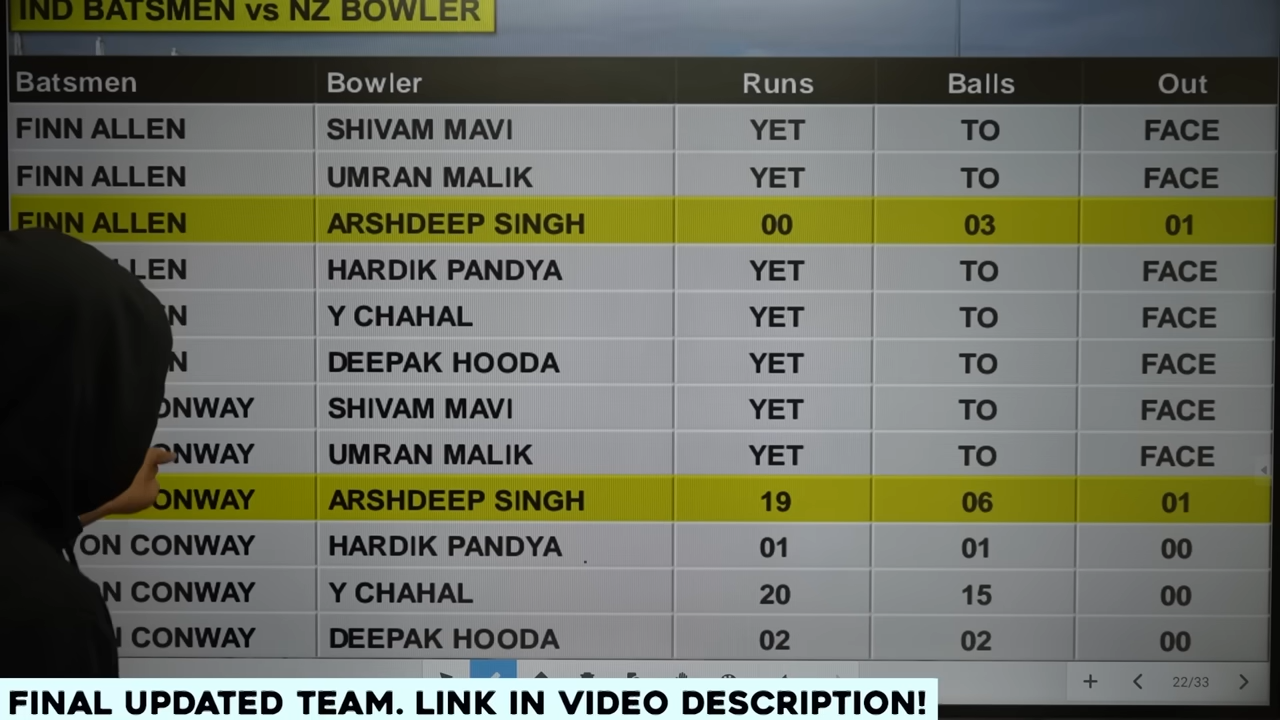 IND BATSMEN vs NZ BOWLER
Batsmen Bowler Runs Balls Out
FINN ALLEN SHIVAM MAVI YET TO FACE
FINN ALLEN UMRAN MALIK YET TO FACE
FINN ALLEN ARSHDEEP SINGH 00 03 01
LEN HARDIK PANDYA YET TO FACE
N Y CHAHAL YET TO FACE
N DEEPAK HOODA YET TO FACE
ONWAY SHIVAM MAVI YET TO FACE
ONWAY UMRAN MALIK YET TO FACE
ONWAY ARSHDEEP SINGH 19 06 01
ON CONWAY HARDIK PANDYA 01 01 00
N CONWAY Y CHAHAL 20 15 00
N CONWAY DEEPAK HOODA 02 02 00
22/33
FINAL UPDATED TEAM. LINK IN VIDEO DESCRIPTION!